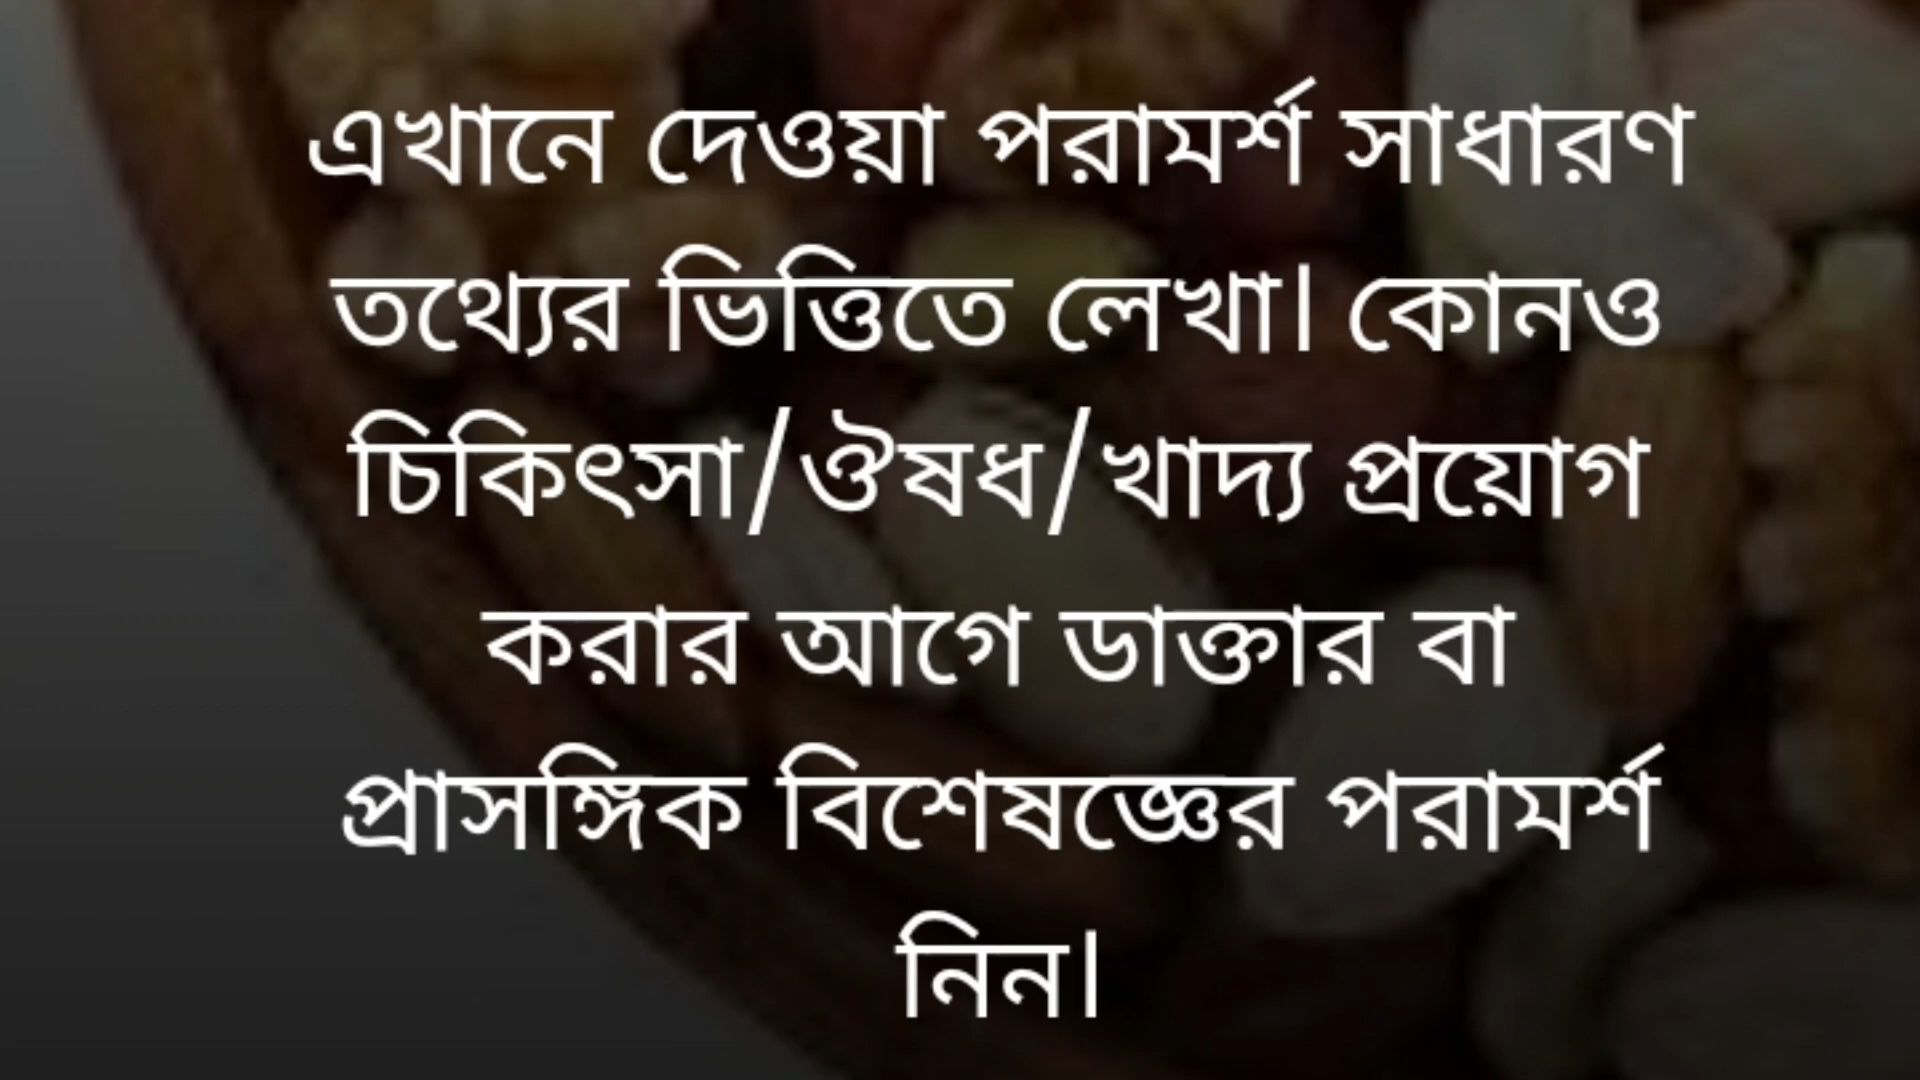 এখানে দেওয়া পরামর্শ সাধারণ
তথ্যের ভিত্তিতে লেখা। কোনও
চিকিৎসা/ঔষধ/খাদ্য প্রয়োগ
করার আগে ডাক্তার বা
প্রাসঙ্গিক বিশেষজ্ঞের পরামর্শ
নিন।